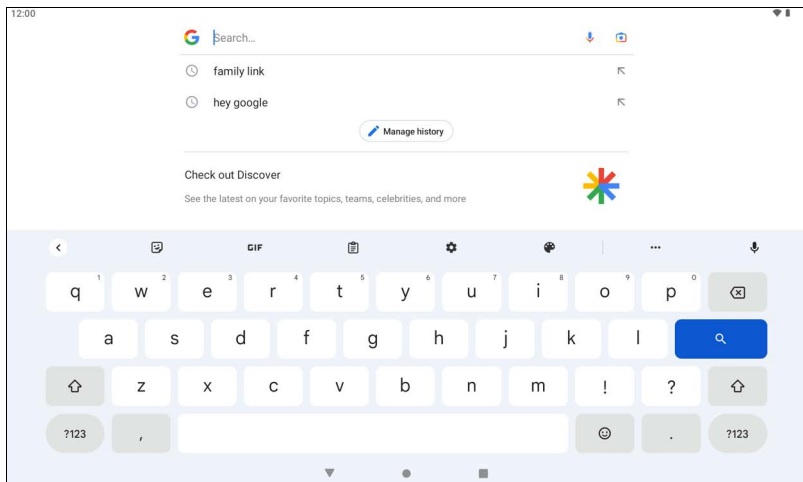 12:00
Search...
family link
hey google
Manage history
Check out Discover
See the latest on your favorite topics, teams, celebrities, and more
GIF
q 1 w 2 e 3 r 4 t 5 y 6 u 7 i 8 o 9 p 0
a s d f g h j k l
z x c v b n m ! ?
?123 , . ?123